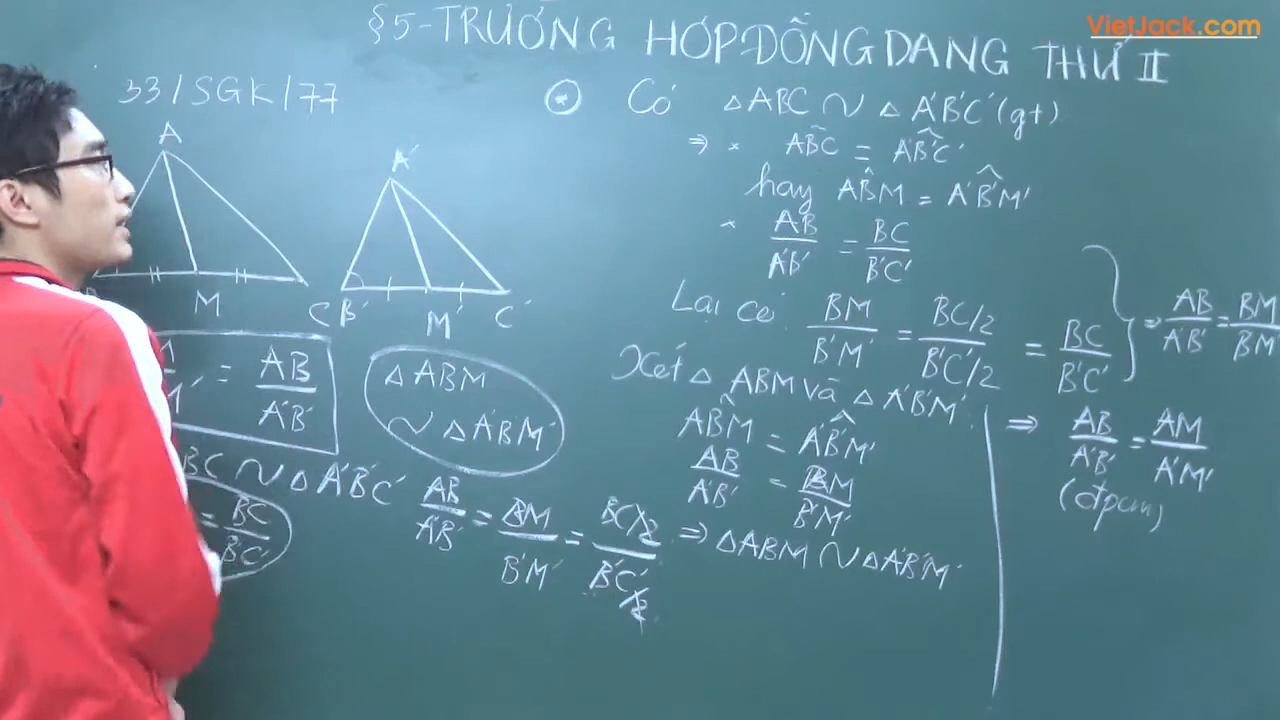 VietJack.com
§5-TRƯỜNG HỢP ĐỒNG DẠNG THỨ II
33/SGK/77
A
M
C
A'
B'
M'
C'
= AB/A'B'
△ABM
∽ △A'B'M'
BC ∽ △A'B'C'
= BC/B'C'
AB/A'B' = BM/B'M' = BC/2/B'C'/2
Có △ABC ∽ △A'B'C' (gt)
⇒ * ABC = A'B'C'
hay ABM = A'B'M'
* AB/A'B' = BC/B'C'
Lại có: BM/B'M' = BC/2/B'C'/2 = BC/B'C'
⇒ AB/A'B' = BM/B'M'
Xét △ ABM và △ A'B'M':
ABM = A'B'M'
AB/A'B' = BM/B'M'
⇒ △ABM ∽ △A'B'M'
⇒ AB/A'B' = AM/A'M'
(đpcm)